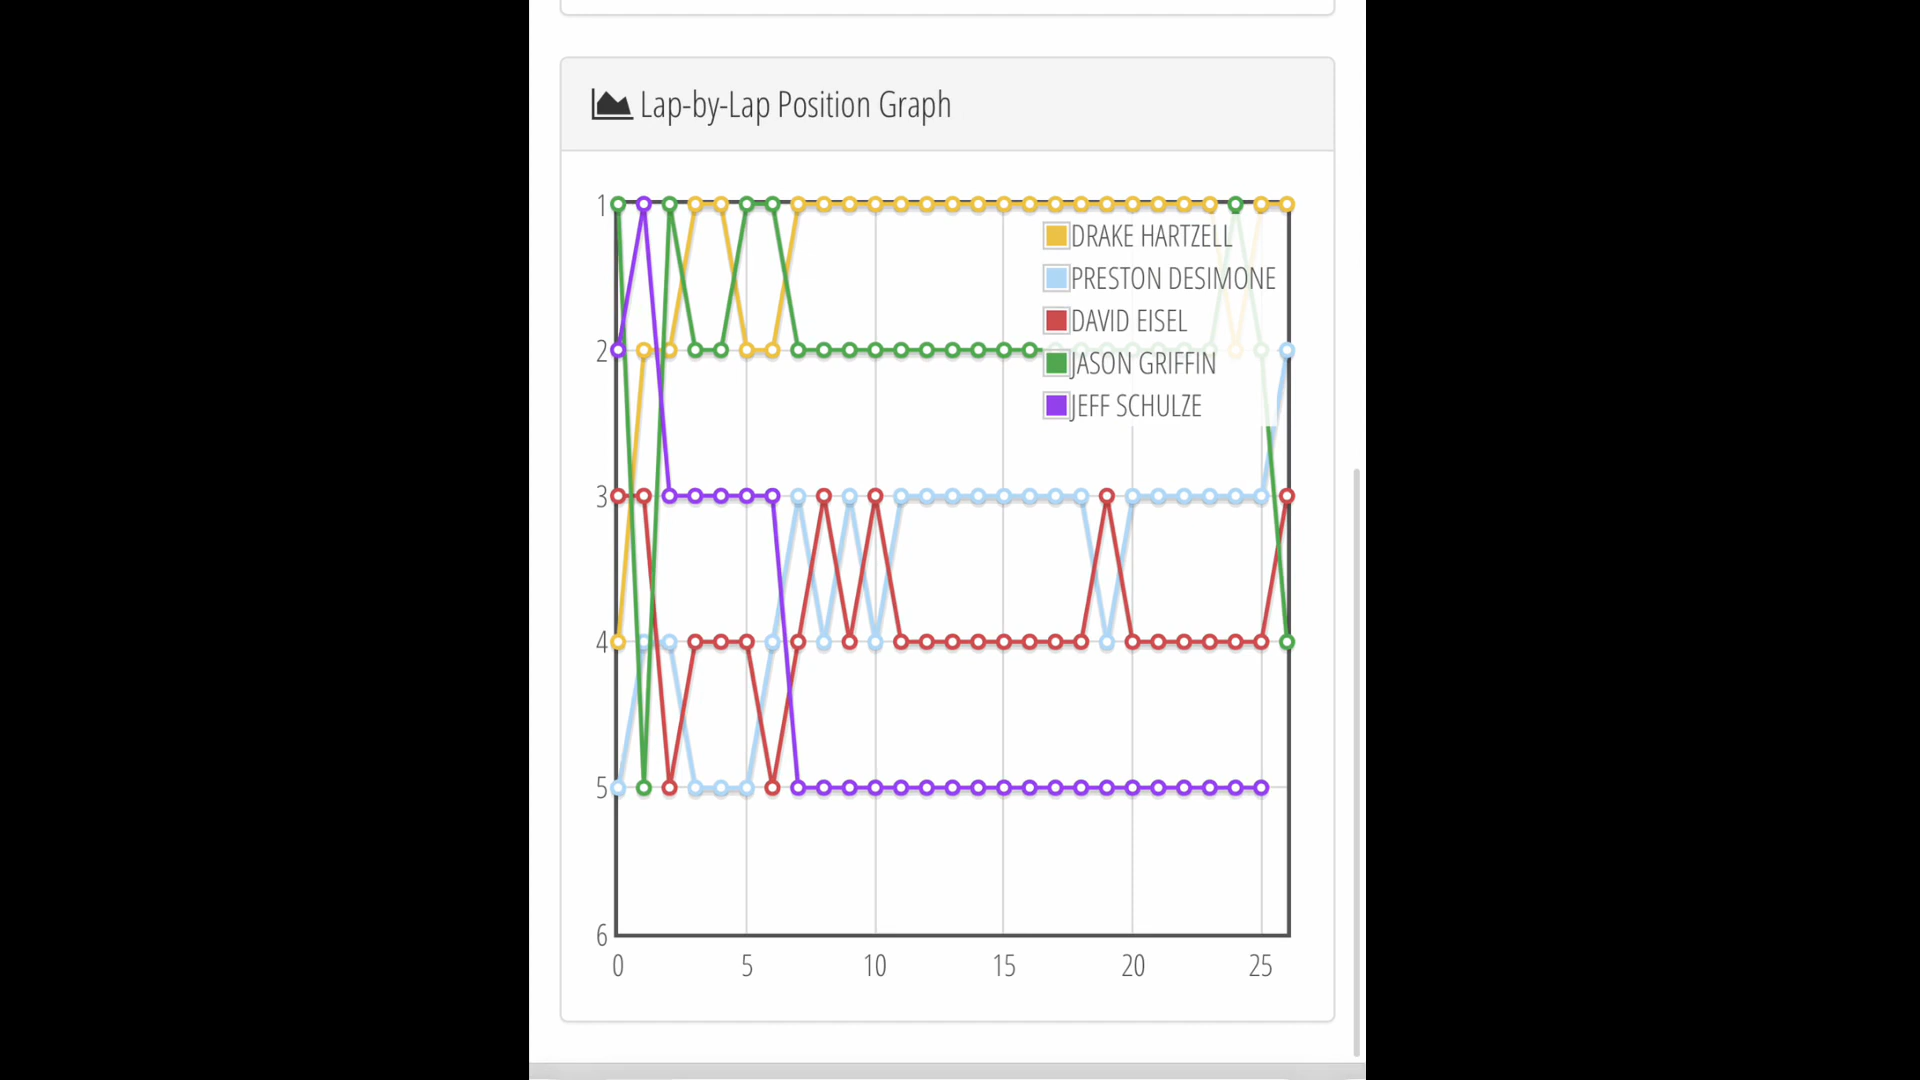 Lap-by-Lap Position Graph
1
DRAKE HARTZELL
PRESTON DESIMONE
DAVID EISEL
2
JASON GRIFFIN
JEFF SCHULZE
3
4
5
6
0 5 10 15 20 25